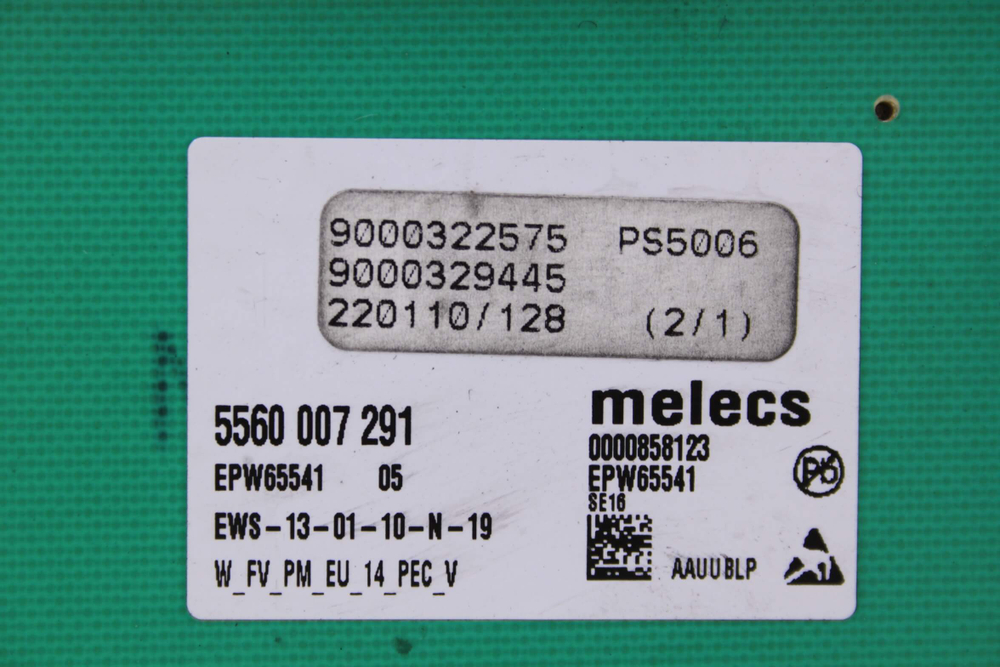 9000322575 PS5006
9000329445
220110/128 (2/1)
5560 007 291
EPW65541 05
EWS-13-01-10-N-19
W_FV_PM_EU_14_PEC_V
melecs
0000858123
EPW65541
SE16
AAUUBLP
Pb